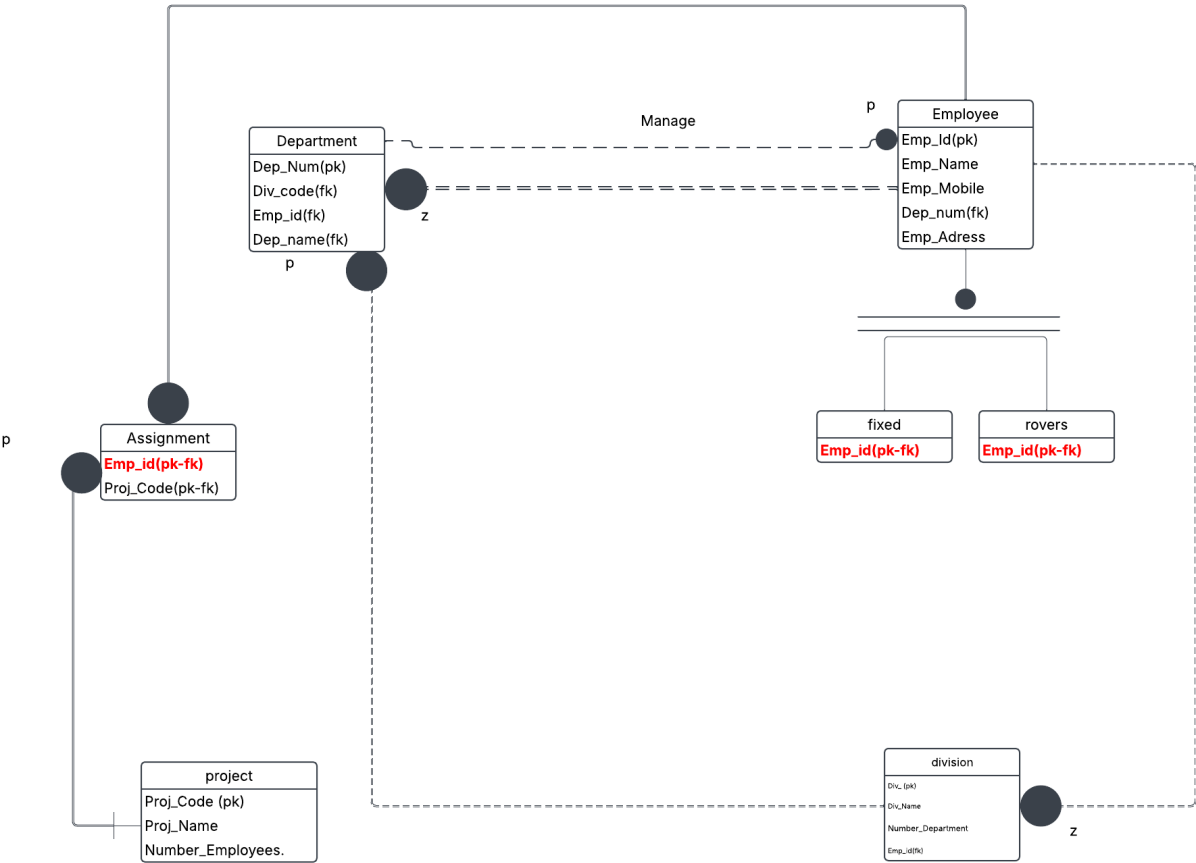 p
Employee
Emp_Id(pk)
Emp_Name
Emp_Mobile
Dep_num(fk)
Emp_Adress
Manage
Department
Dep_Num(pk)
Div_code(fk)
Emp_id(fk)
Dep_name(fk)
z
p
p
Assignment
Emp_id(pk-fk)
Proj_Code(pk-fk)
fixed
Emp_id(pk-fk)
rovers
Emp_id(pk-fk)
project
Proj_Code (pk)
Proj_Name
Number_Employees.
division
Div_ (pk)
Div_Name
Number_Department
Emp_id(fk)
z